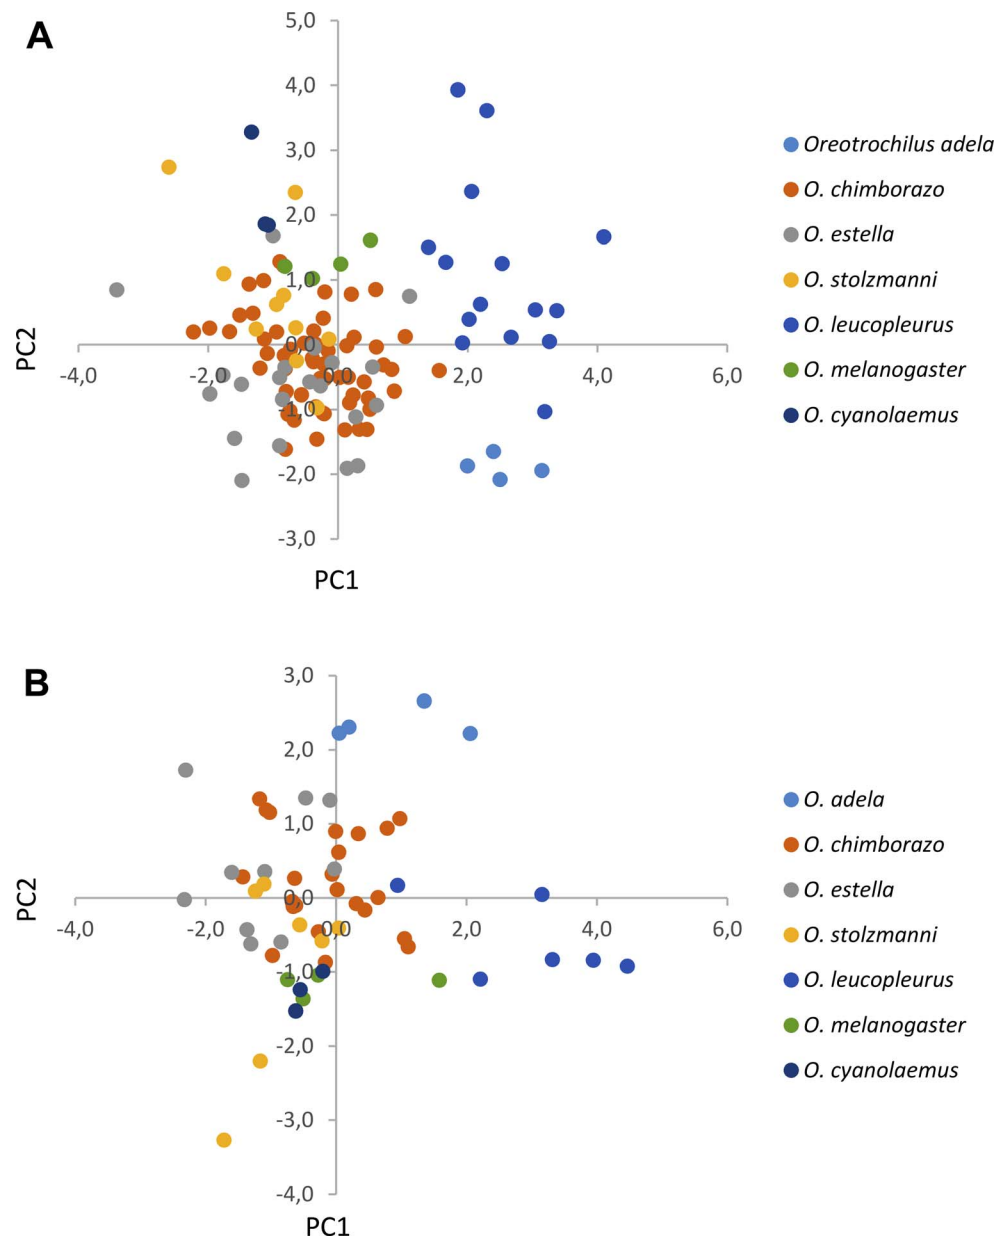 A
5,0
4,0
3,0
2,0
1,0
0,0
-1,0
-2,0
-3,0
-4,0
-2,0
0,0
2,0
4,0
6,0
PC2
PC1
Oreotrochilus adela
O. chimborazo
O. estella
O. stolzmanni
O. leucopleurus
O. melanogaster
O. cyanolaemus
B
3,0
2,0
1,0
0,0
-1,0
-2,0
-3,0
-4,0
-4,0
-2,0
0,0
2,0
4,0
6,0
PC2
PC1
O. adela
O. chimborazo
O. estella
O. stolzmanni
O. leucopleurus
O. melanogaster
O. cyanolaemus